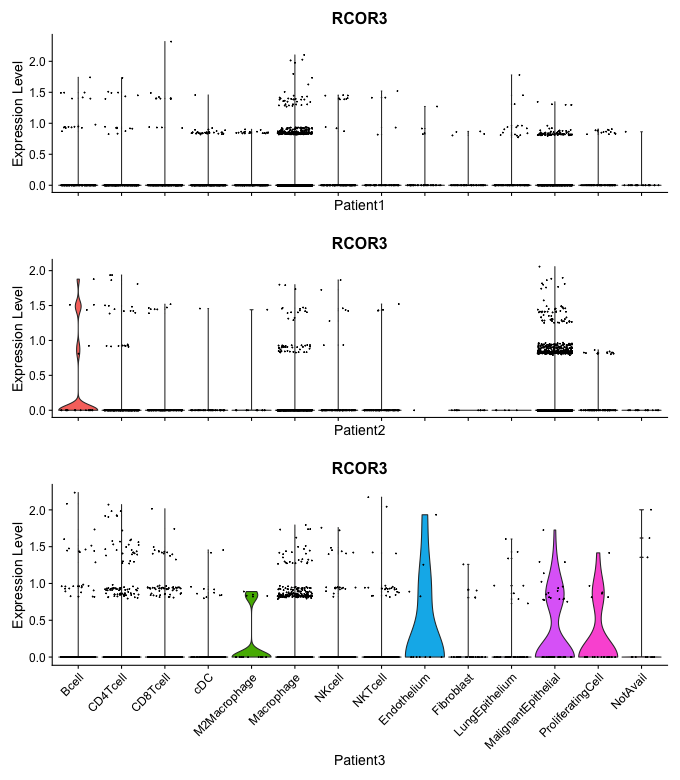 RCOR3
Expression Level
2.0
1.5
1.0
0.5
0.0
Patient1
RCOR3
Expression Level
2.0
1.5
1.0
0.5
0.0
Patient2
RCOR3
Expression Level
2.0
1.5
1.0
0.5
0.0
Bcell
CD4Tcell
CD8Tcell
cDC
M2Macrophage
Macrophage
NKcell
NKTcell
Endothelium
Fibroblast
LungEpithelium
MalignantEpithelial
ProliferatingCell
NotAvail
Patient3